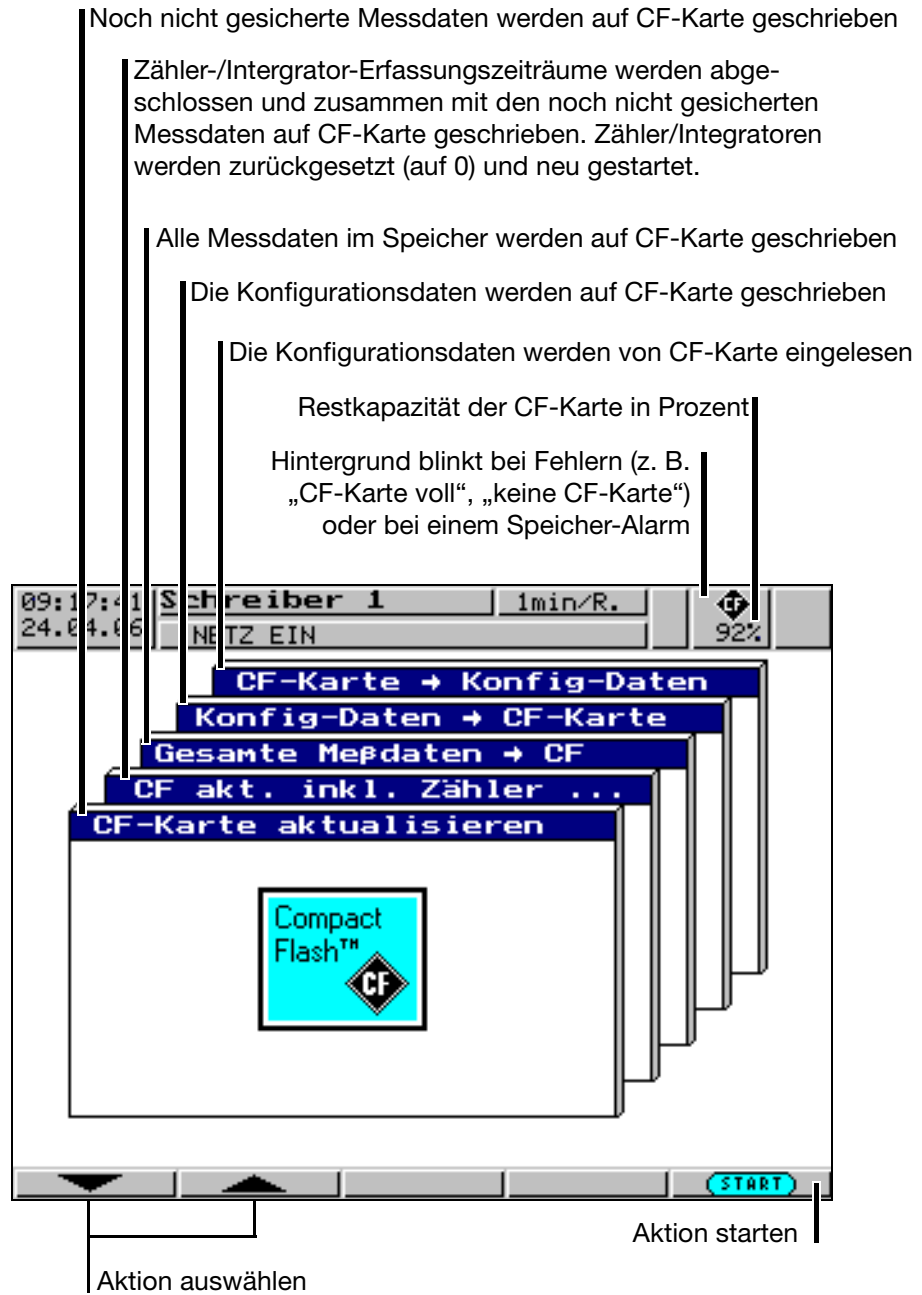 Noch nicht gesicherte Messdaten werden auf CF-Karte geschrieben
Zähler-/Intergrator-Erfassungszeiträume werden abge-
schlossen und zusammen mit den noch nicht gesicherten
Messdaten auf CF-Karte geschrieben. Zähler/Integratoren
werden zurückgesetzt (auf 0) und neu gestartet.
Alle Messdaten im Speicher werden auf CF-Karte geschrieben
Die Konfigurationsdaten werden auf CF-Karte geschrieben
Die Konfigurationsdaten werden von CF-Karte eingelesen
Restkapazität der CF-Karte in Prozent
Hintergrund blinkt bei Fehlern (z. B.
„CF-Karte voll“, „keine CF-Karte“)
oder bei einem Speicher-Alarm
09:17:41 Schreiber 1 1min/R. CF
24.04.06 NETZ EIN 92%
CF-Karte → Konfig-Daten
Konfig-Daten → CF-Karte
Gesamte Meßdaten → CF
CF akt. inkl. Zähler ...
CF-Karte aktualisieren
Compact
Flash™
CF
START
Aktion starten
Aktion auswählen